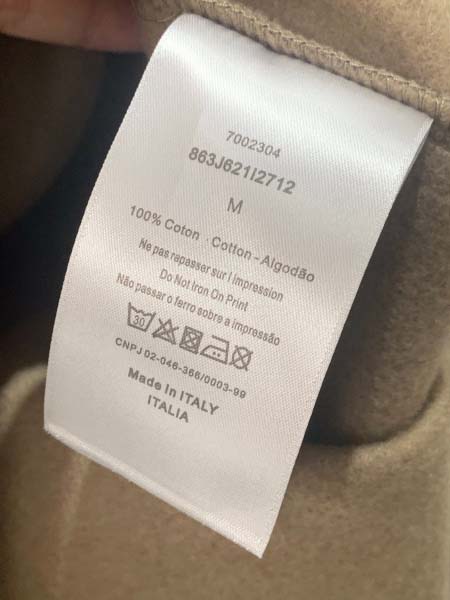 7002304
863J621I2712
M
100% Coton · Cotton - Algodão
Ne pas repasser sur l impression
Do Not Iron On Print
Não passar o ferro sobre a impressão
30
CNPJ 02-046-366/0003-99
Made In ITALY
ITALIA